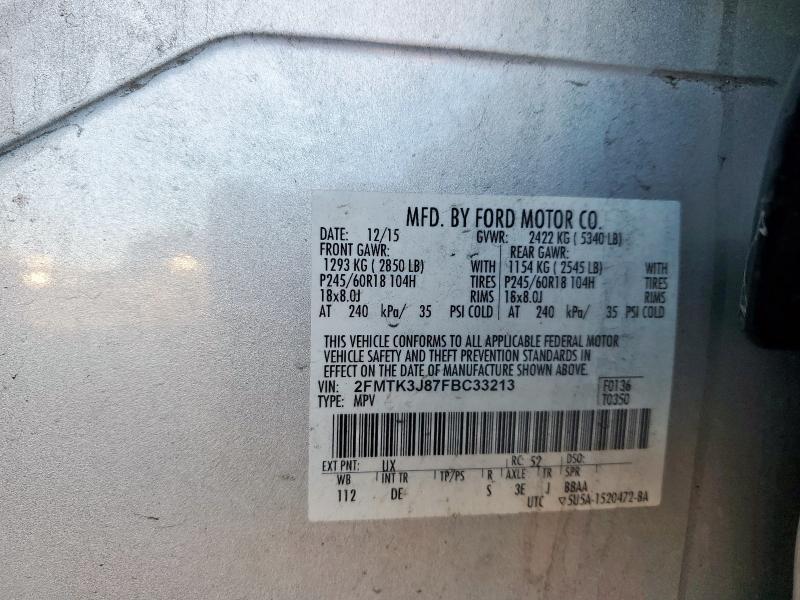 MFD. BY FORD MOTOR CO.
DATE: 12/15 GVWR: 2422 KG ( 5340 LB)
FRONT GAWR: REAR GAWR:
1293 KG ( 2850 LB) WITH 1154 KG ( 2545 LB) WITH
P245/60R18 104H TIRES P245/60R18 104H TIRES
18x8.0J RIMS 18x8.0J RIMS
AT 240 kPa/ 35 PSI COLD AT 240 kPa/ 35 PSI COLD
THIS VEHICLE CONFORMS TO ALL APPLICABLE FEDERAL MOTOR
VEHICLE SAFETY AND THEFT PREVENTION STANDARDS IN
EFFECT ON THE DATE OF MANUFACTURE SHOWN ABOVE.
VIN: 2FMTK3J87FBC33213 F0136
TYPE: MPV T0350
EXT PNT: UX RC: 52 DSO:
WB INT TR TP/PS R AXLE TR SPR
112 DE S 3E J BBAA
UTC ▽5U5A-1520472-BA